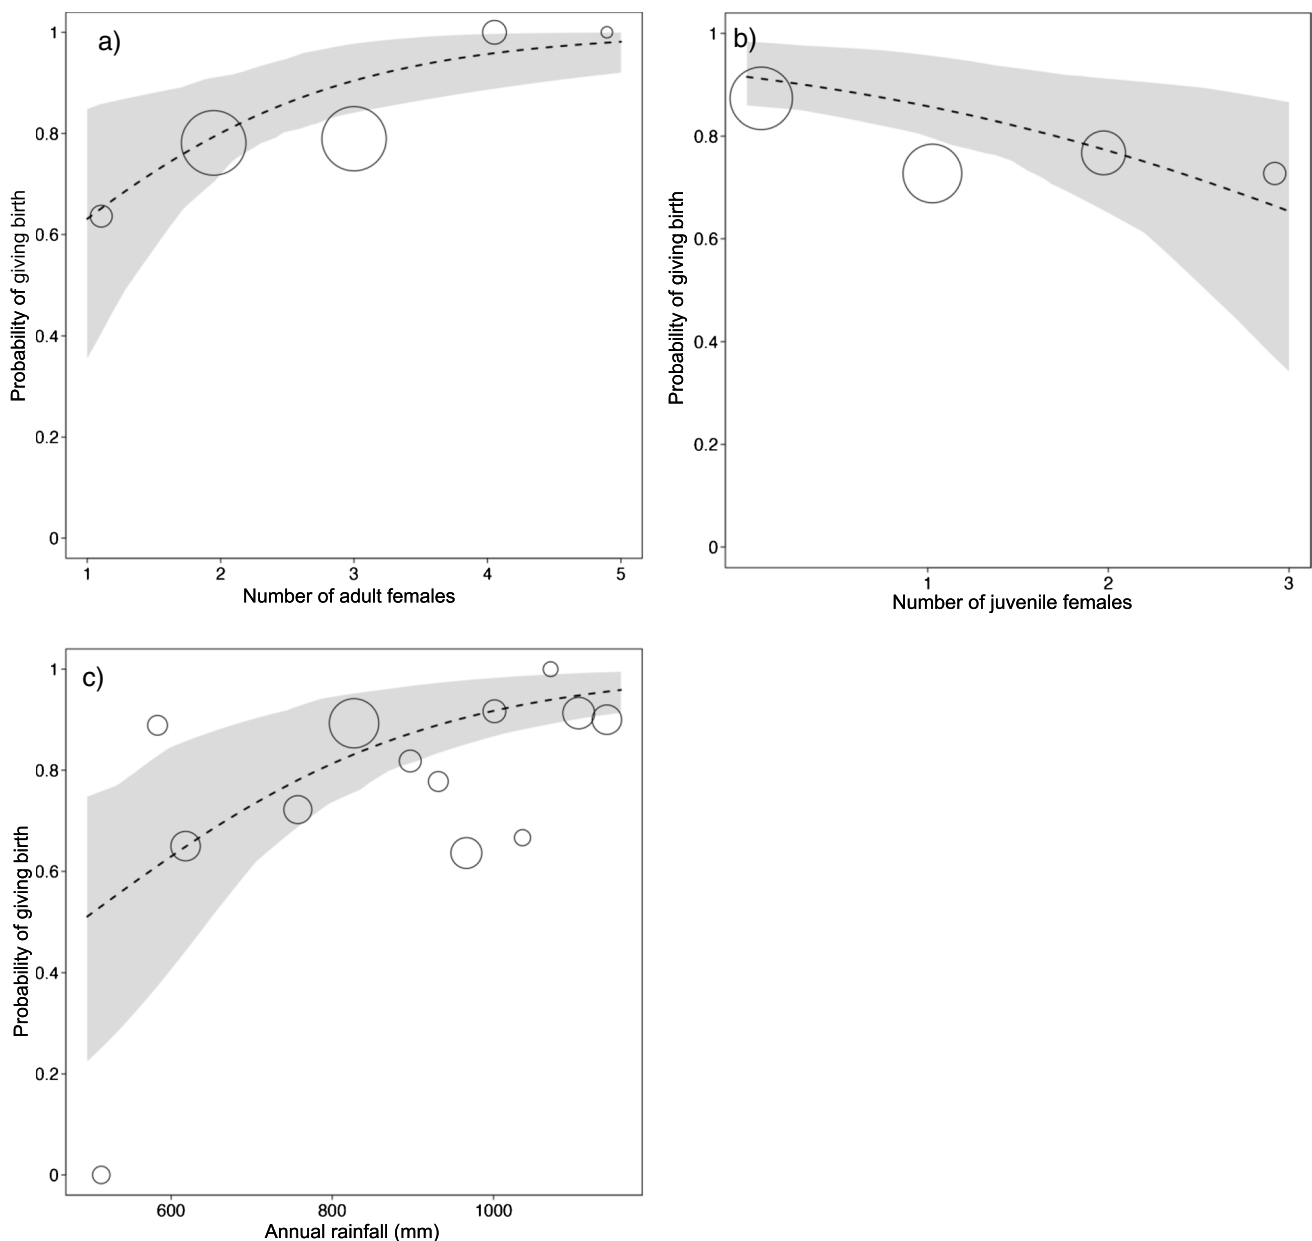 a)
1
0.8
0.6
0.4
0.2
0
Probability of giving birth
1 2 3 4 5
Number of adult females
b)
1
0.8
0.6
0.4
0.2
0
Probability of giving birth
1 2 3
Number of juvenile females
c)
1
0.8
0.6
0.4
0.2
0
Probability of giving birth
600 800 1000
Annual rainfall (mm)